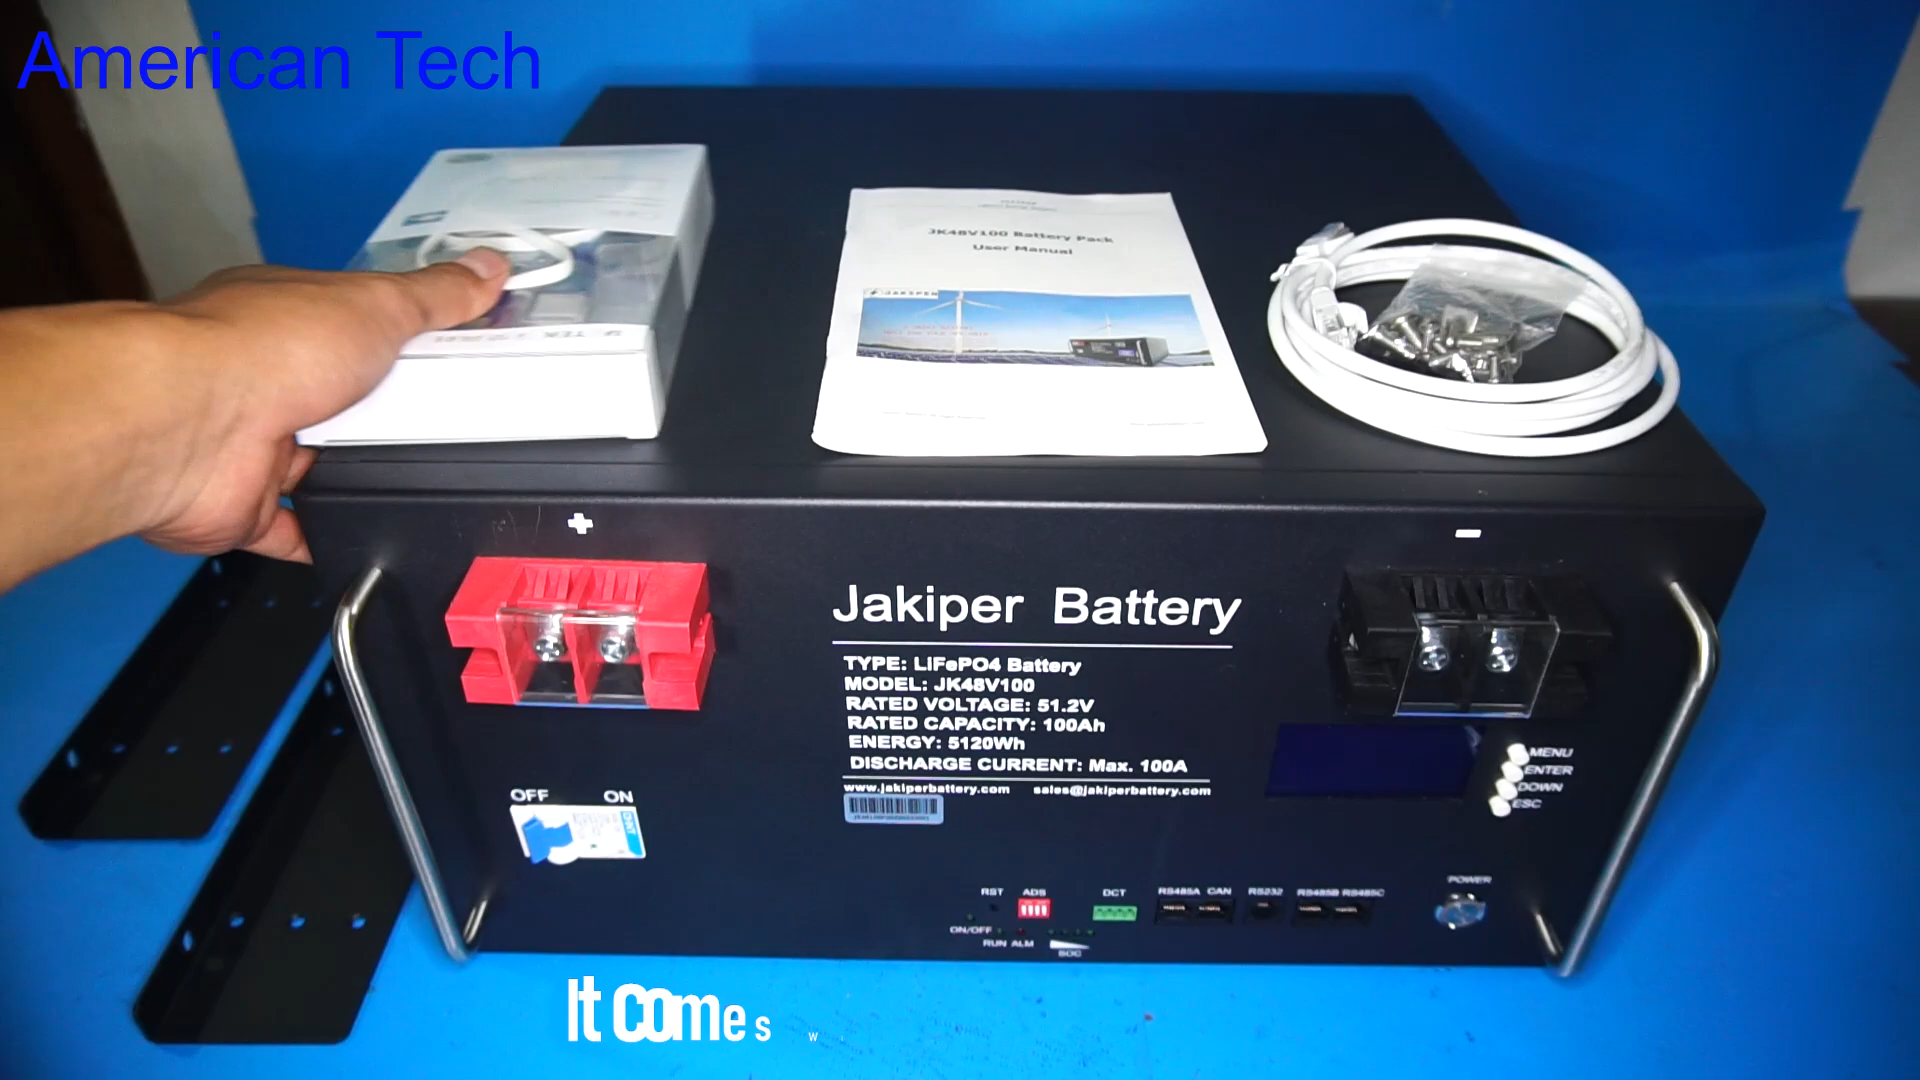 American Tech
JK48V100 Battery Pack
User Manual
+
-
Jakiper Battery
TYPE: LiFePO4 Battery
MODEL: JK48V100
RATED VOLTAGE: 51.2V
RATED CAPACITY: 100Ah
ENERGY: 5120Wh
DISCHARGE CURRENT: Max. 100A
www.jakiperbattery.com sales@jakiperbattery.com
MENU
ENTER
DOWN
ESC
OFF ON
CHNT
RST ADS DCT RS485A CAN RS232 RS485B RS485C
POWER
ON/OFF
RUN ALM
SOC
It comes w